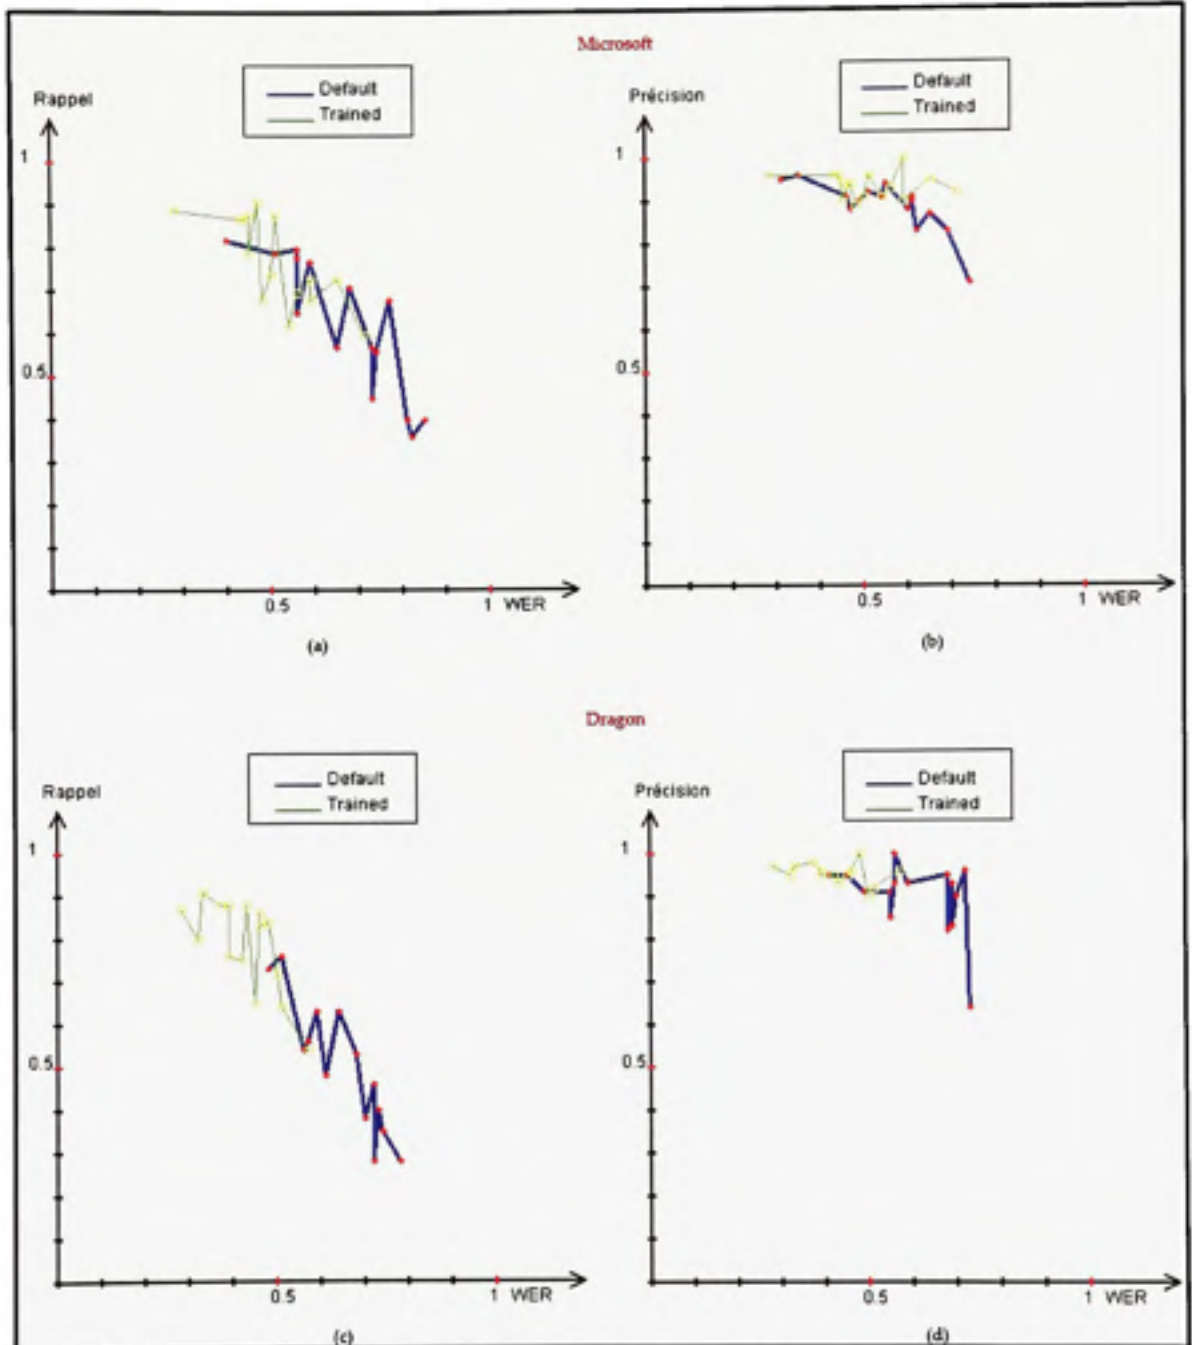 Microsoft
Rappel
Default
Trained
1
0.5
0.5
1 WER
(a)
Précision
Default
Trained
1
0.5
0.5
1 WER
(b)
Dragon
Rappel
Default
Trained
1
0.5
0.5
1 WER
(c)
Précision
Default
Trained
1
0.5
0.5
1 WER
(d)